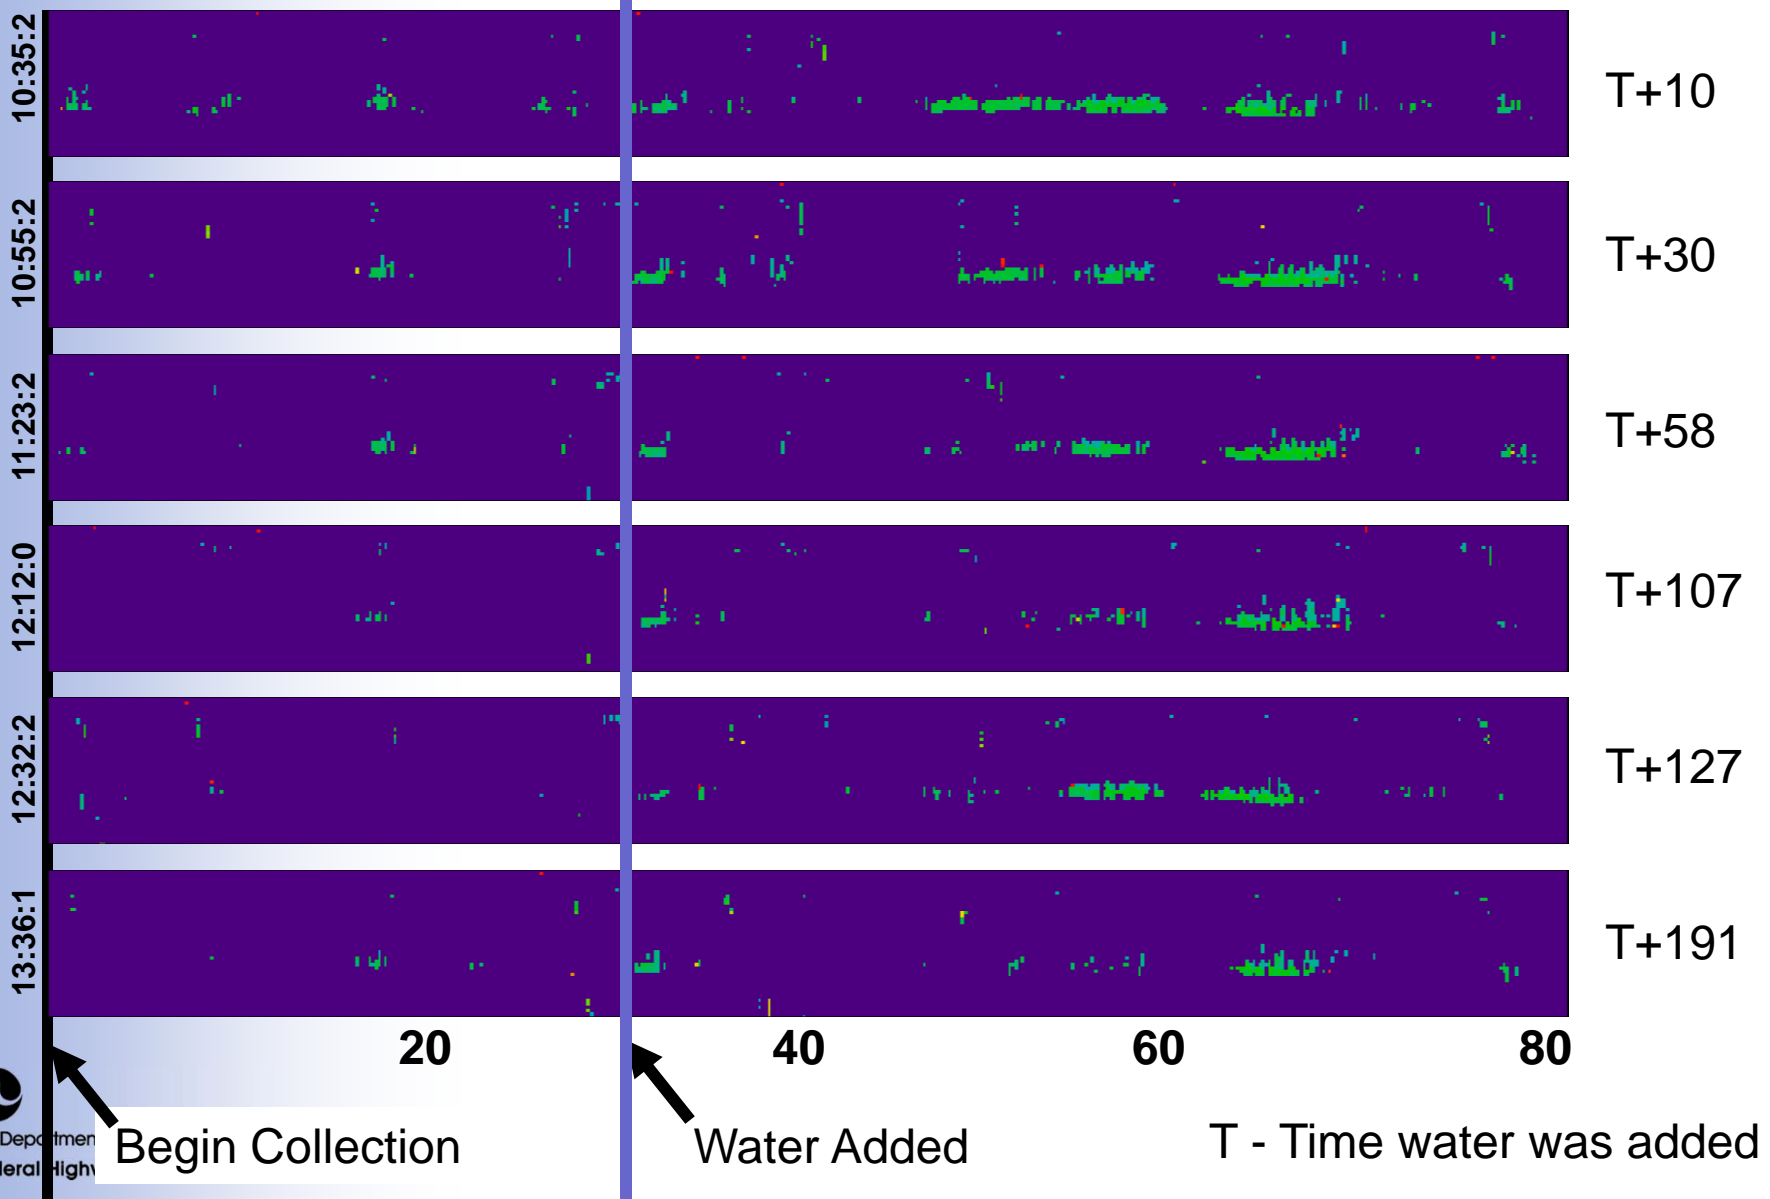 10:35:2
T+10
10:55:2
T+30
11:23:2
T+58
12:12:0
T+107
12:32:2
T+127
13:36:1
T+191
20 40 60 80
Begin Collection
Water Added
T - Time water was added